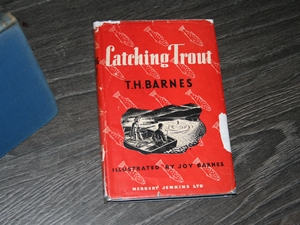 Catching Trout
T.H. BARNES
ILLUSTRATED BY JOY BARNES
HERBERT JENKINS LTD